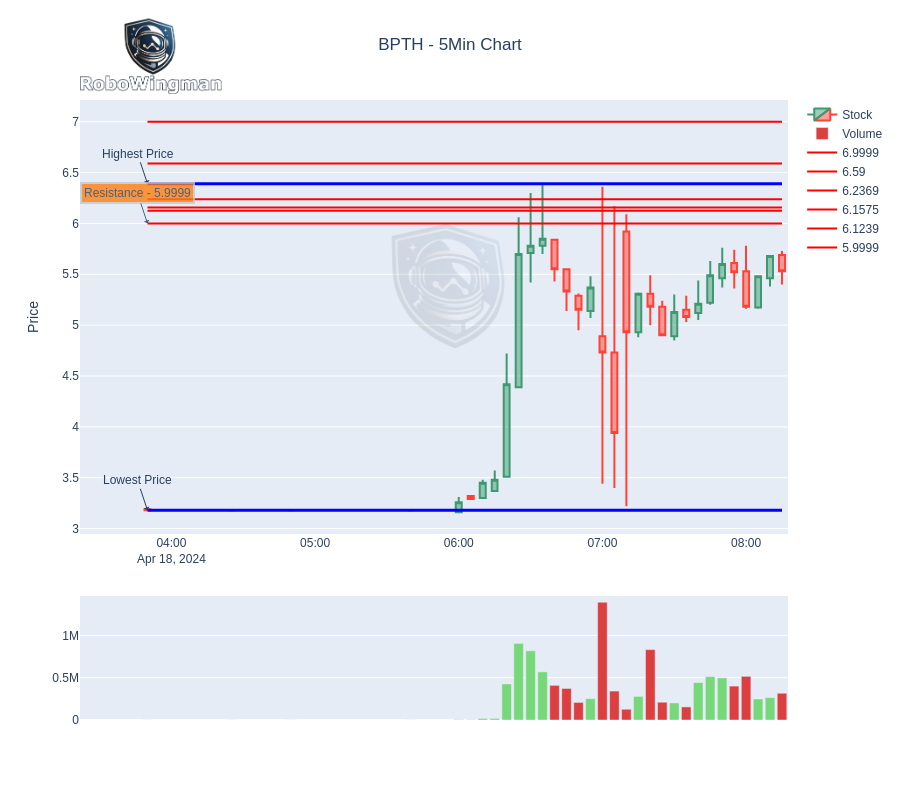 RoboWingman
BPTH - 5Min Chart
Stock
Volume
6.9999
6.59
6.2369
6.1575
6.1239
5.9999
Price
7
6.5
6
5.5
5
4.5
4
3.5
3
Highest Price
Resistance - 5.9999
Lowest Price
04:00
05:00
06:00
07:00
08:00
Apr 18, 2024
1M
0.5M
0